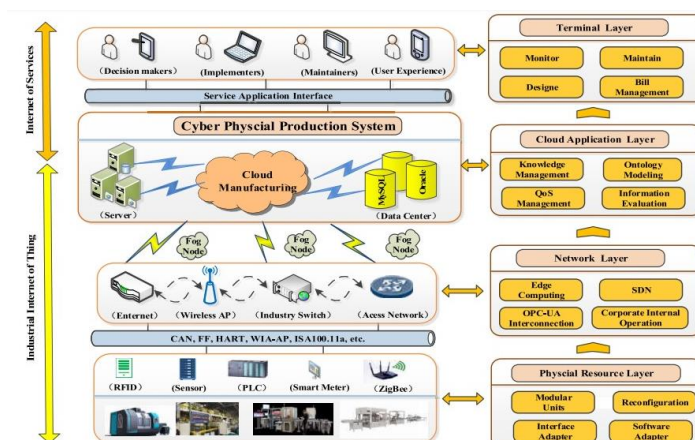 Internet of Services
Industrial Internet of Thing
(Decision makers)
(Implementers)
(Maintainers)
(User Experience)
Service Application Interface
Cyber Physcial Production System
Cloud
Manufacturing
(Server)
MySQL
Oracle
(Data Center)
Fog
Node
Fog
Node
Fog
Node
(Enternet)
(Wireless AP)
(Industry Switch)
(Acess Network)
CAN, FF, HART, WIA-AP, ISA100.11a, etc.
(RFID)
(Sensor)
(PLC)
(Smart Meter)
(ZigBee)
Terminal Layer
Monitor
Maintain
Designe
Bill
Management
Cloud Application Layer
Knowledge
Management
Ontology
Modeling
QoS
Management
Information
Evaluation
Network Layer
Edge
Computing
SDN
OPC-UA
Interconnection
Corporate Internal
Operation
Physcial Resource Layer
Modular
Units
Reconfiguration
Interface
Adapter
Software
Adapter